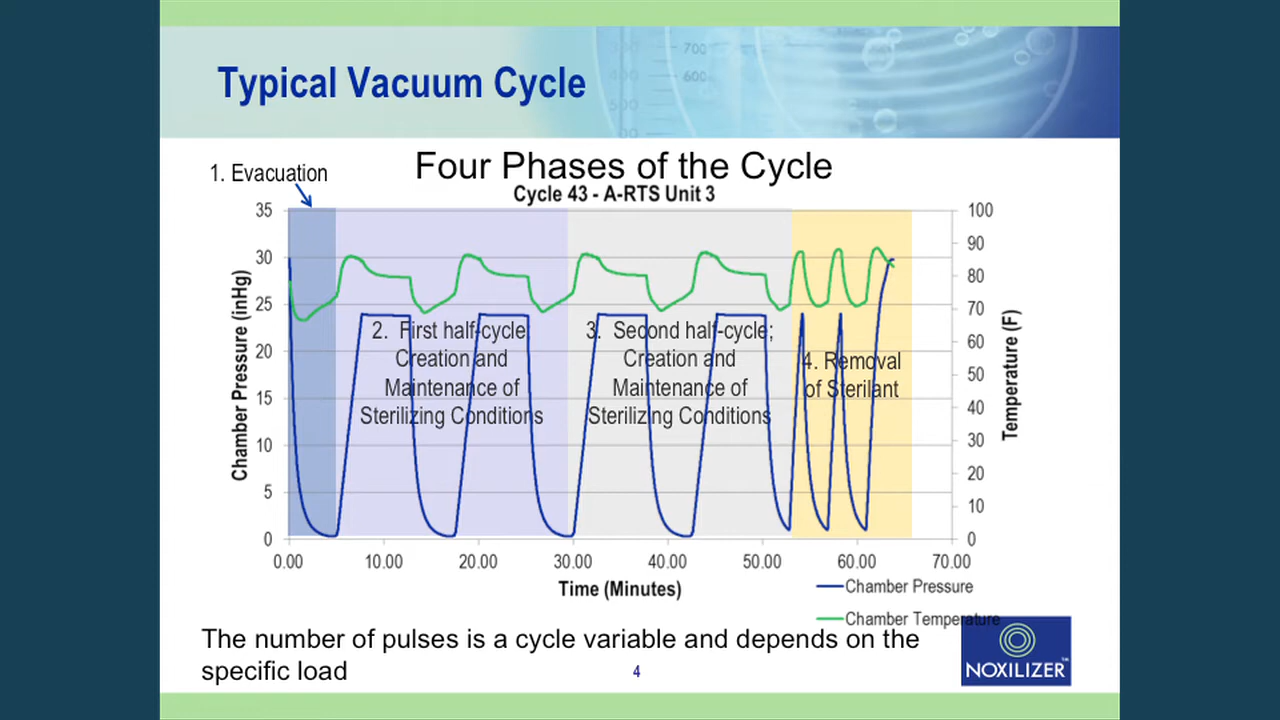 Typical Vacuum Cycle
700
600
500
1. Evacuation
Four Phases of the Cycle
Cycle 43 - A-RTS Unit 3
35
30
25
20
15
10
5
0
Chamber Pressure (inHg)
100
90
80
70
60
50
40
30
20
10
0
Temperature (F)
2. First half-cycle;
Creation and
Maintenance of
Sterilizing Conditions
3. Second half-cycle;
Creation and
Maintenance of
Sterilizing Conditions
4. Removal
of Sterilant
0.00 10.00 20.00 30.00 40.00 50.00 60.00 70.00
Time (Minutes)
Chamber Pressure
Chamber Temperature
The number of pulses is a cycle variable and depends on the
specific load
4
NOXILIZER™